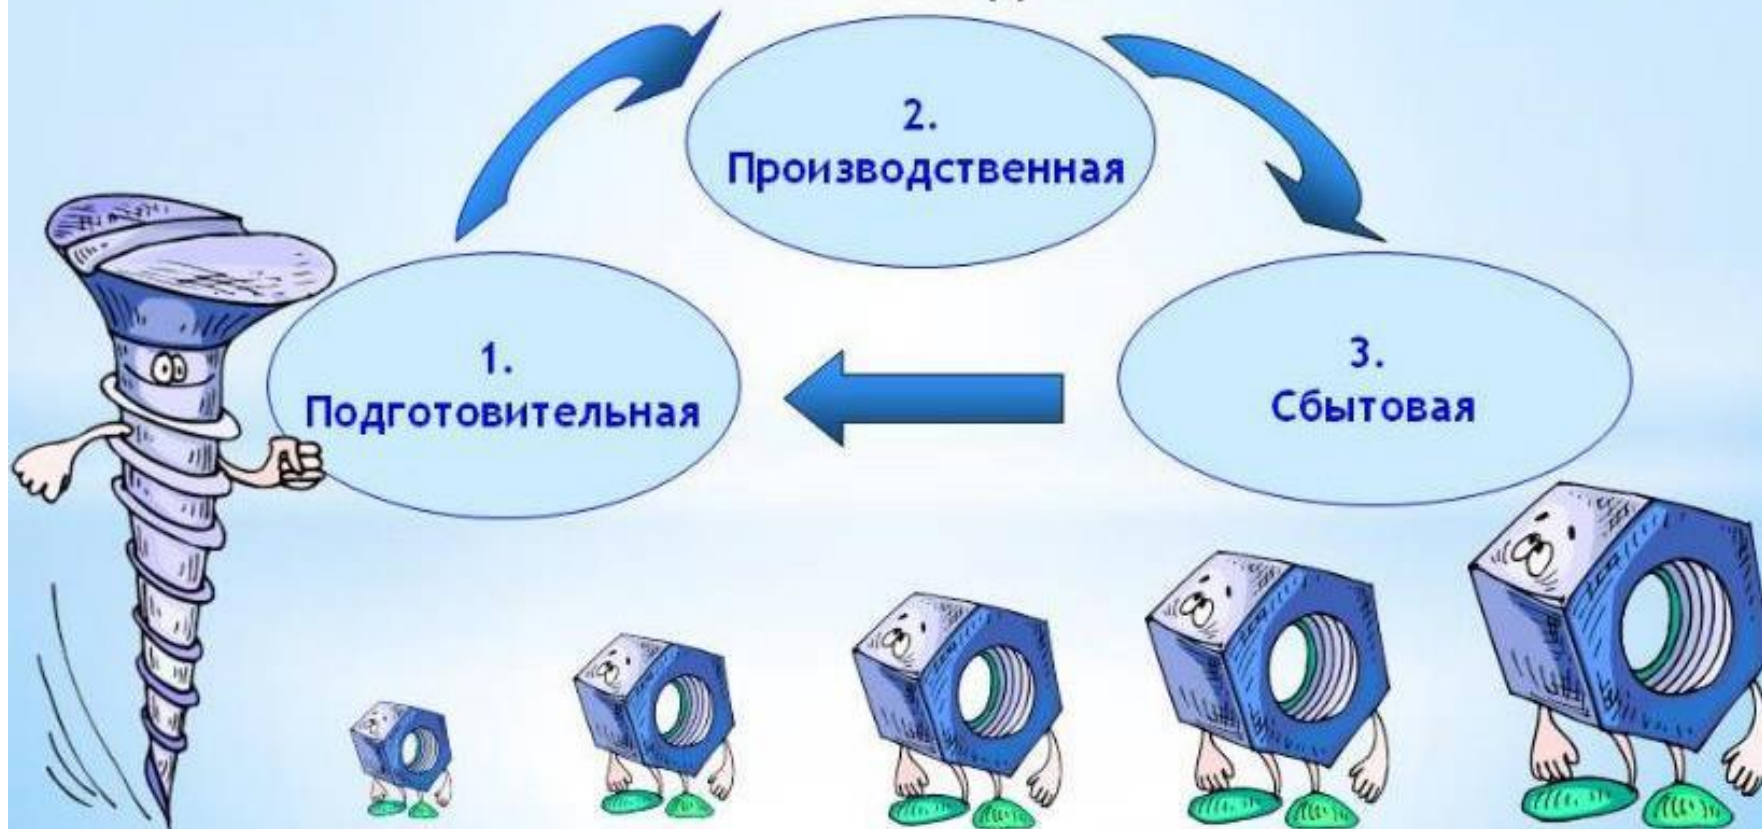 1.
Подготовительная
2.
Производственная
3.
Сбытовая